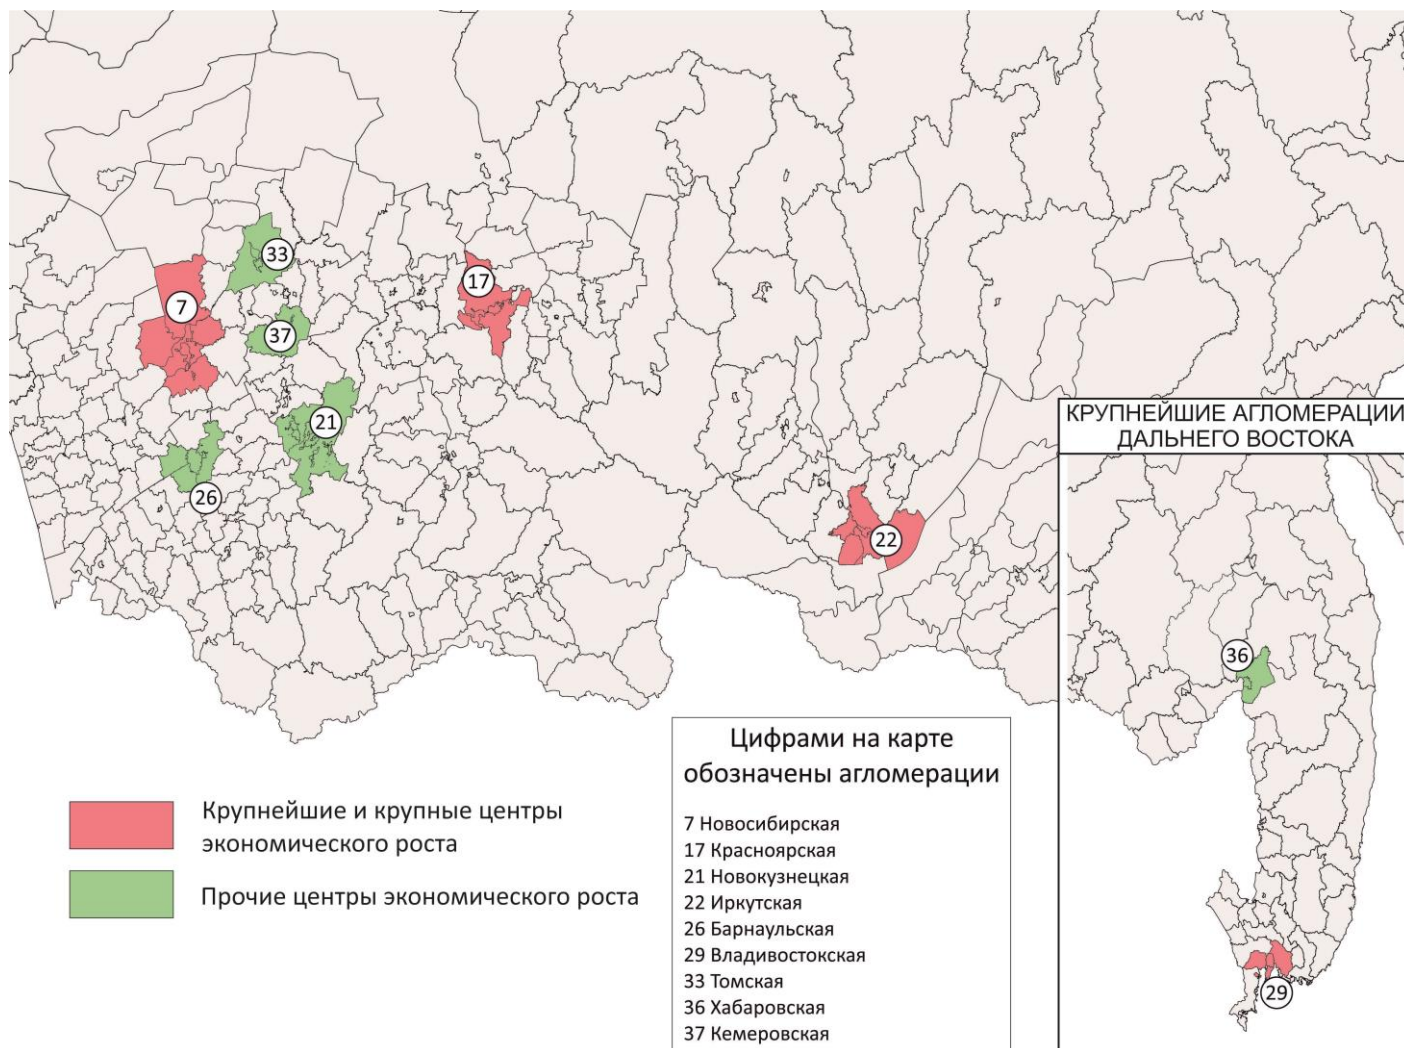 33
7
17
37
21
26
22
КРУПНЕЙШИЕ АГЛОМЕРАЦИИ
ДАЛЬНЕГО ВОСТОКА
36
29
Крупнейшие и крупные центры
экономического роста
Прочие центры экономического роста
Цифрами на карте
обозначены агломерации
7 Новосибирская
17 Красноярская
21 Новокузнецкая
22 Иркутская
26 Барнаульская
29 Владивостокская
33 Томская
36 Хабаровская
37 Кемеровская